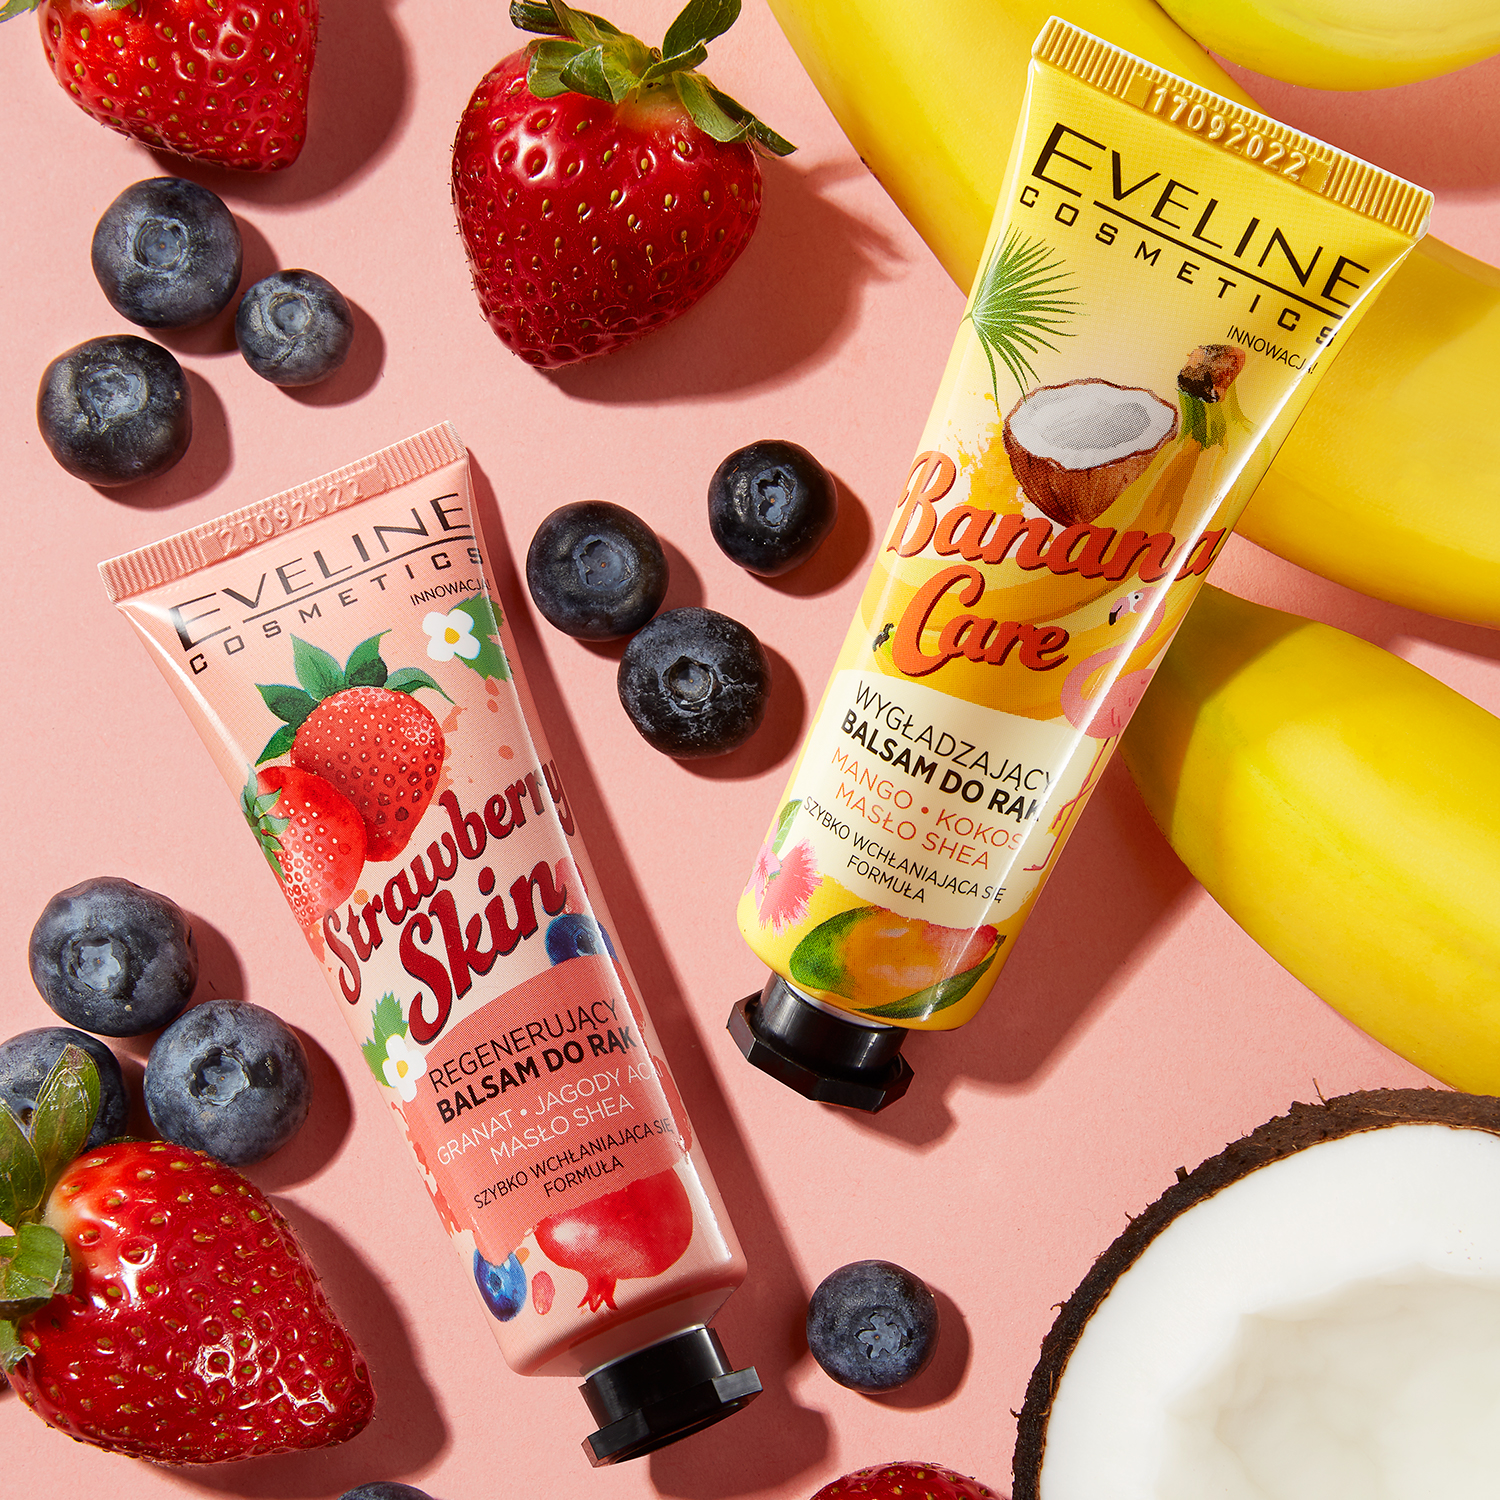 20092022
EVELINE
COSMETICS
INNOWACJA!
Strawberry
Skin
REGENERUJĄCY
BALSAM DO RĄK
GRANAT • JAGODY ACAI
MASŁO SHEA
SZYBKO WCHŁANIAJĄCA SIĘ
FORMUŁA
17092022
EVELINE
COSMETICS
INNOWACJA!
Banana
Care
WYGŁADZAJĄCY
BALSAM DO RĄK
MANGO • KOKOS
MASŁO SHEA
SZYBKO WCHŁANIAJĄCA SIĘ
FORMUŁA